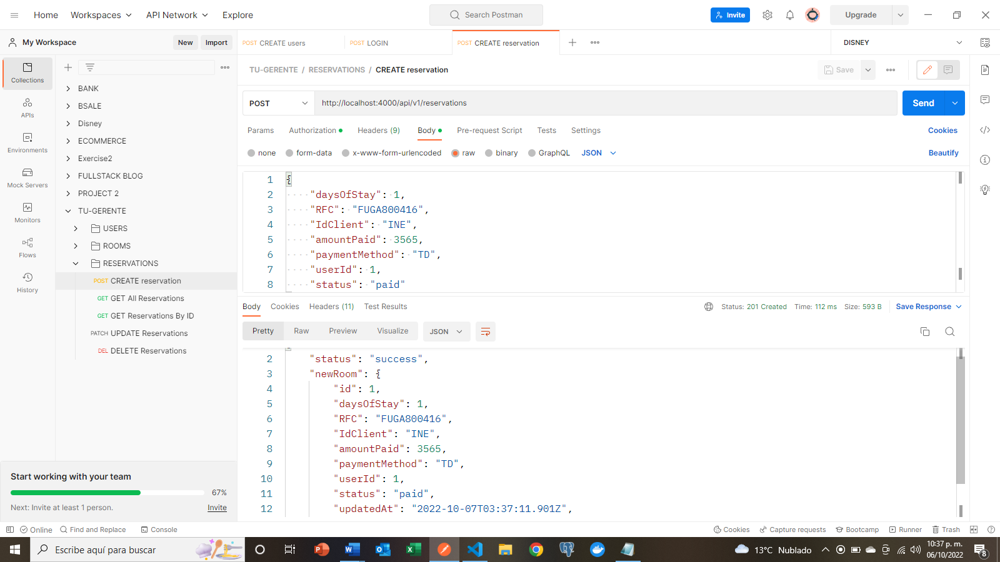 Home Workspaces API Network Explore Search Postman Invite Upgrade
My Workspace New Import POST CREATE users POST LOGIN POST CREATE reservation DISNEY
Collections
APIs
Environments
Mock Servers
Monitors
Flows
History
BANK
BSALE
Disney
ECOMMERCE
Exercise2
FULLSTACK BLOG
PROJECT 2
TU-GERENTE
USERS
ROOMS
RESERVATIONS
POST CREATE reservation
GET GET All Reservations
GET GET Reservations By ID
PATCH UPDATE Reservations
DEL DELETE Reservations
Start working with your team
67%
Next: Invite at least 1 person. Invite
TU-GERENTE / RESERVATIONS / CREATE reservation Save
POST http://localhost:4000/api/v1/reservations Send
Params Authorization Headers (9) Body Pre-request Script Tests Settings Cookies
none form-data x-www-form-urlencoded raw binary GraphQL JSON Beautify
1 {
2 "daysOfStay": 1,
3 "RFC": "FUGA800416",
4 "IdClient": "INE",
5 "amountPaid": 3565,
6 "paymentMethod": "TD",
7 "userId": 1,
8 "status": "paid"
Body Cookies Headers (11) Test Results Status: 201 Created Time: 112 ms Size: 593 B Save Response
Pretty Raw Preview Visualize JSON
2 "status": "success",
3 "newRoom": {
4 "id": 1,
5 "daysOfStay": 1,
6 "RFC": "FUGA800416",
7 "IdClient": "INE",
8 "amountPaid": 3565,
9 "paymentMethod": "TD",
10 "userId": 1,
11 "status": "paid",
12 "updatedAt": "2022-10-07T03:37:11.901Z",
Online Find and Replace Console Cookies Capture requests Bootcamp Runner Trash
Escribe aquí para buscar 13°C Nublado 10:37 p. m.
06/10/2022 8